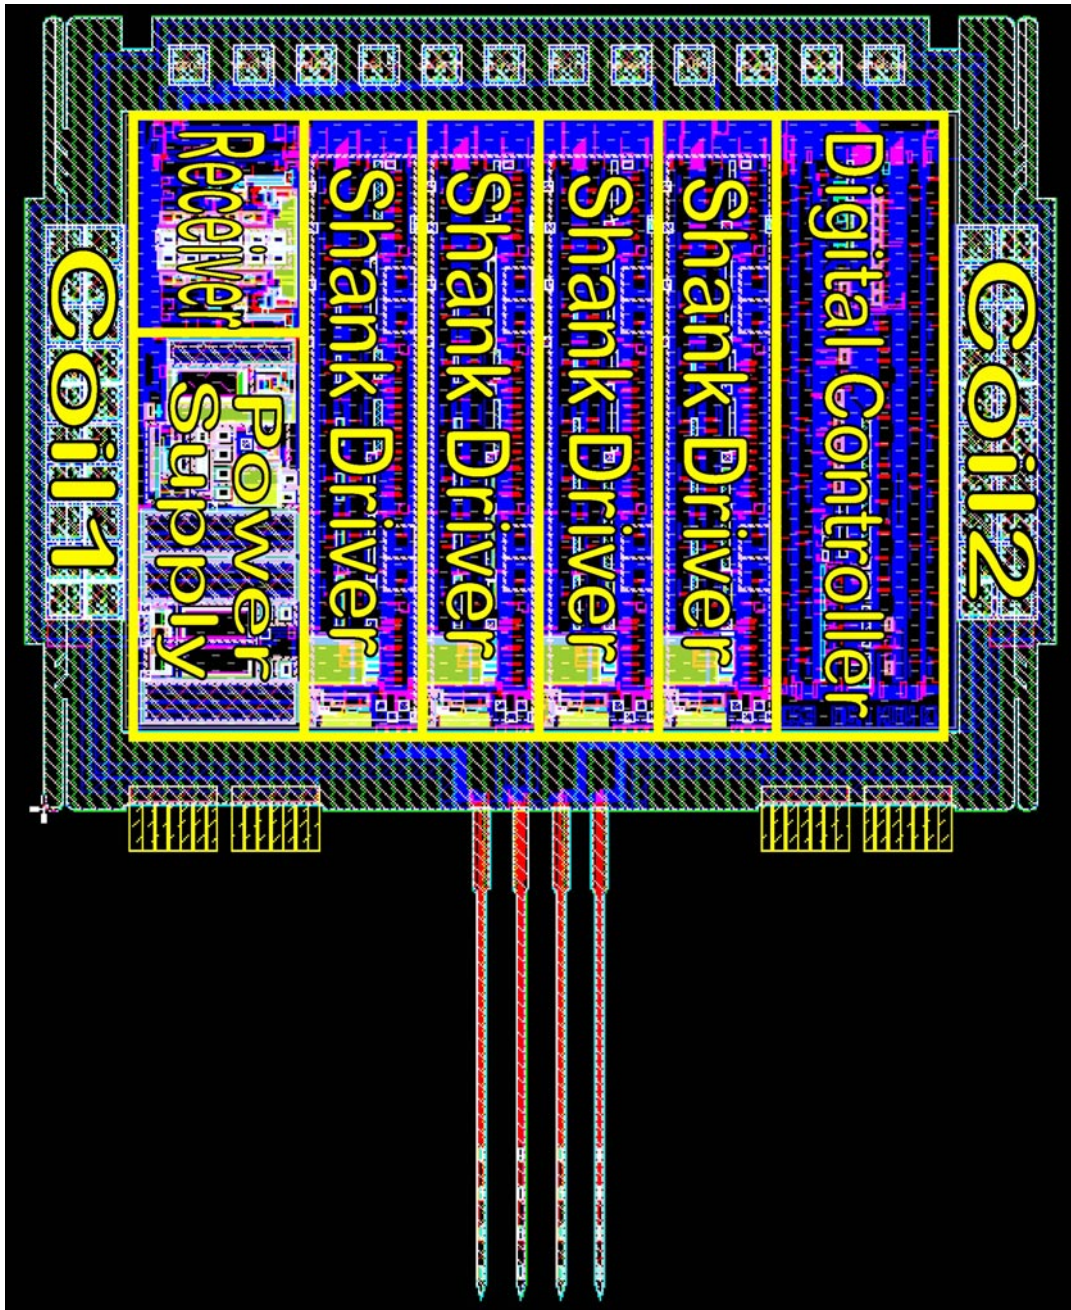 Coil1
Receiver
Power
Supply
Shank Driver
Shank Driver
Shank Driver
Shank Driver
Digital Controller
Coil2